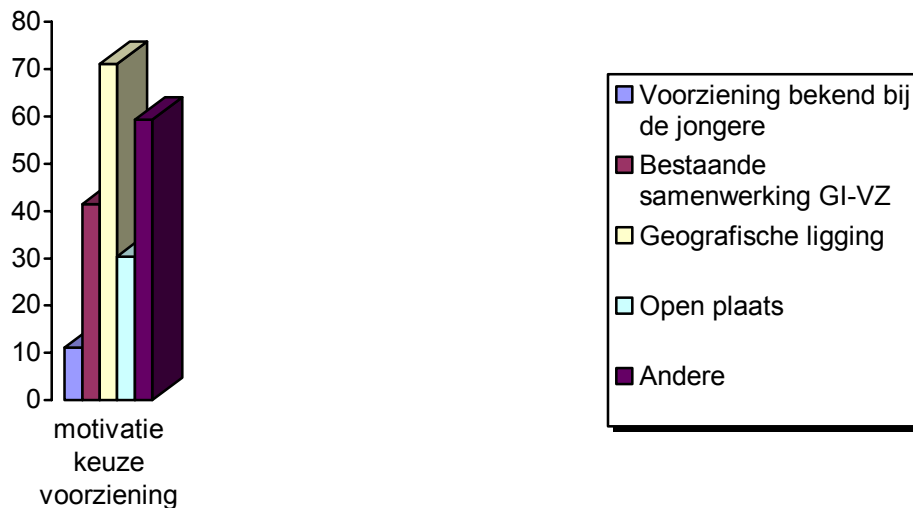 80
70
60
50
40
30
20
10
0
motivatie
keuze
voorziening
Voorziening bekend bij
de jongere
Bestaande
samenwerking GI-VZ
Geografische ligging
Open plaats
Andere